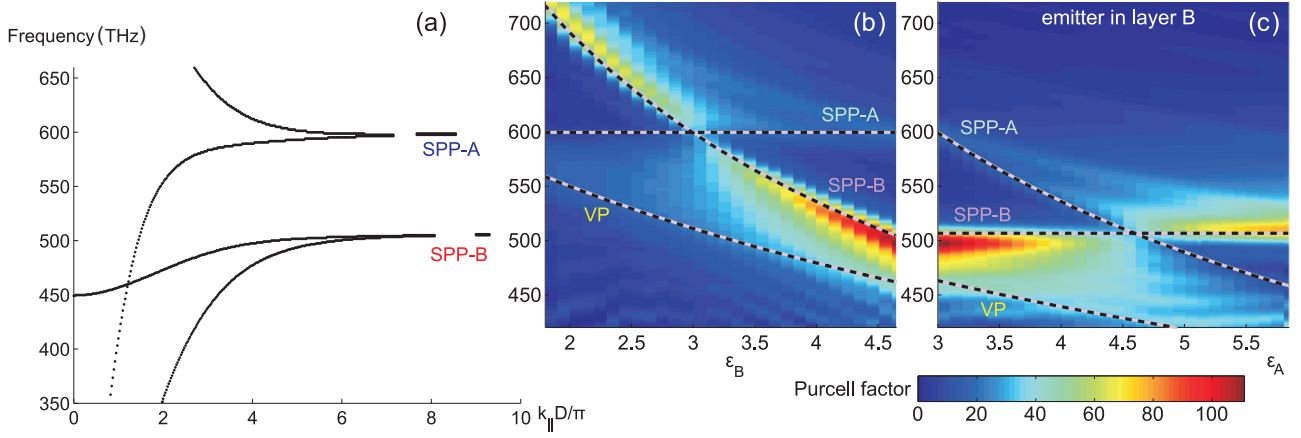 Frequency (THz)
(a)
650
600
550
500
450
400
350
0
2
4
6
8
10
k||D/π
SPP-A
SPP-B
(b)
700
650
600
550
500
450
2
2.5
3
3.5
4
4.5
εB
SPP-A
SPP-B
VP
emitter in layer B
(c)
700
650
600
550
500
450
3
3.5
4
4.5
5
5.5
εA
SPP-A
SPP-B
VP
Purcell factor
0 20 40 60 80 100